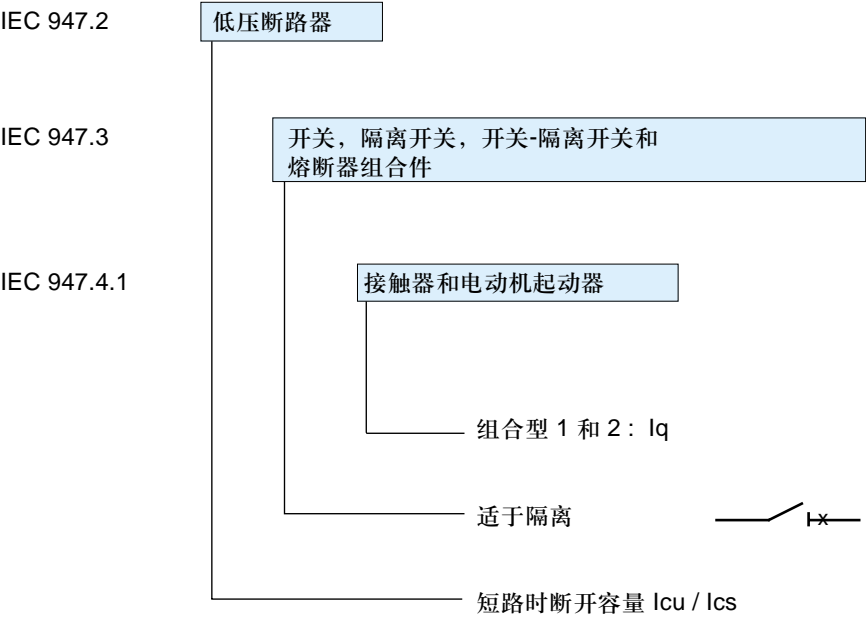 IEC 947.2
低压断路器
IEC 947.3
开关，隔离开关，开关-隔离开关和
熔断器组合件
IEC 947.4.1
接触器和电动机起动器
组合型 1 和 2 : Iq
适于隔离
短路时断开容量 Icu / Ics